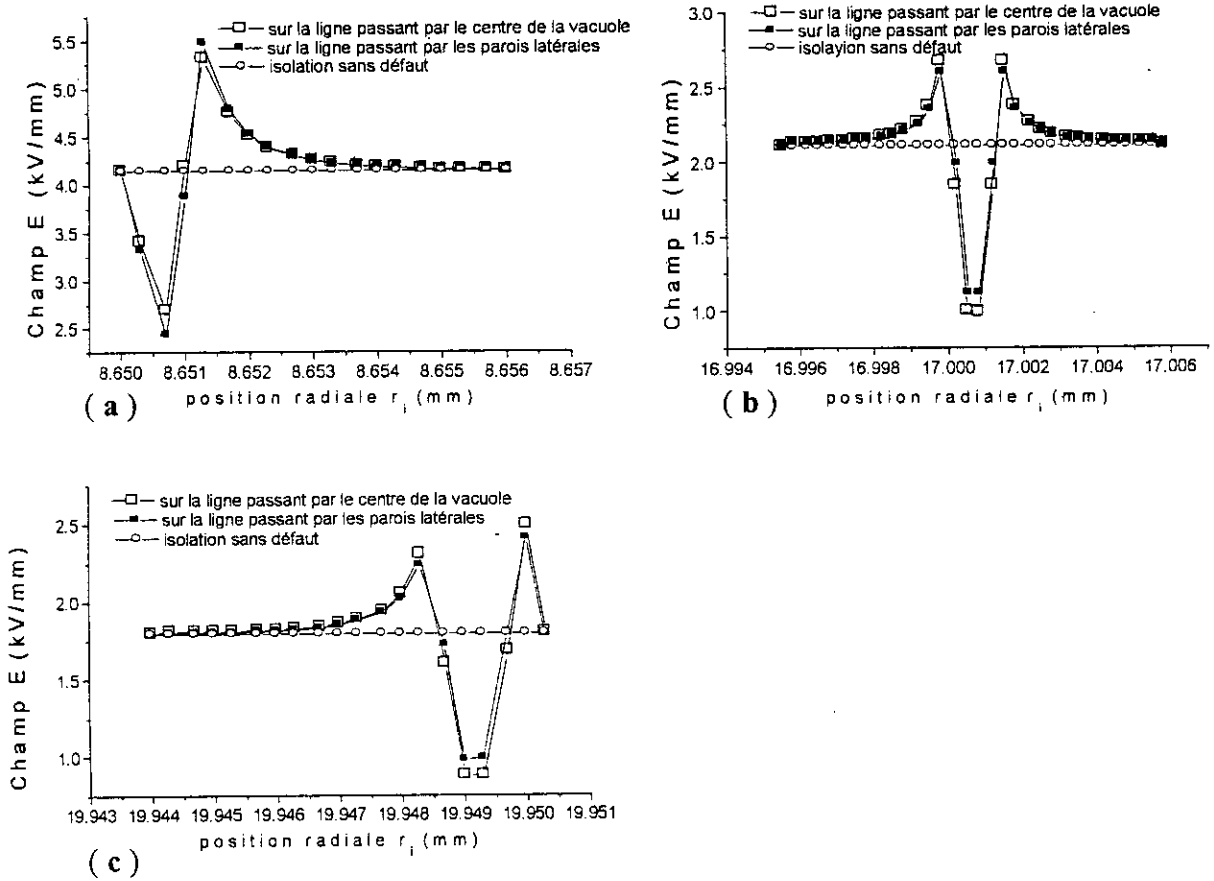 sur la ligne passant par le centre de la vacuole
sur la ligne passant par les parois latérales
isolation sans défaut
5.5
5.0
4.5
4.0
3.5
3.0
2.5
Champ E (kV/mm)
8.650 8.651 8.652 8.653 8.654 8.655 8.656 8.657
position radiale r i (mm)
(a)
sur la ligne passant par le centre de la vacuole
sur la ligne passant par les parois latérales
isolayion sans défaut
3.0
2.5
2.0
1.5
1.0
Champ E (kV/mm)
16.994 16.996 16.998 17.000 17.002 17.004 17.006
position radiale r i (mm)
(b)
sur la ligne passant par le centre de la vacuole
sur la ligne passant par les parois latérales
isolation sans défaut
2.5
2.0
1.5
1.0
Champ E (kV/mm)
19.943 19.944 19.945 19.946 19.947 19.948 19.949 19.950 19.951
position radiale r i (mm)
(c)